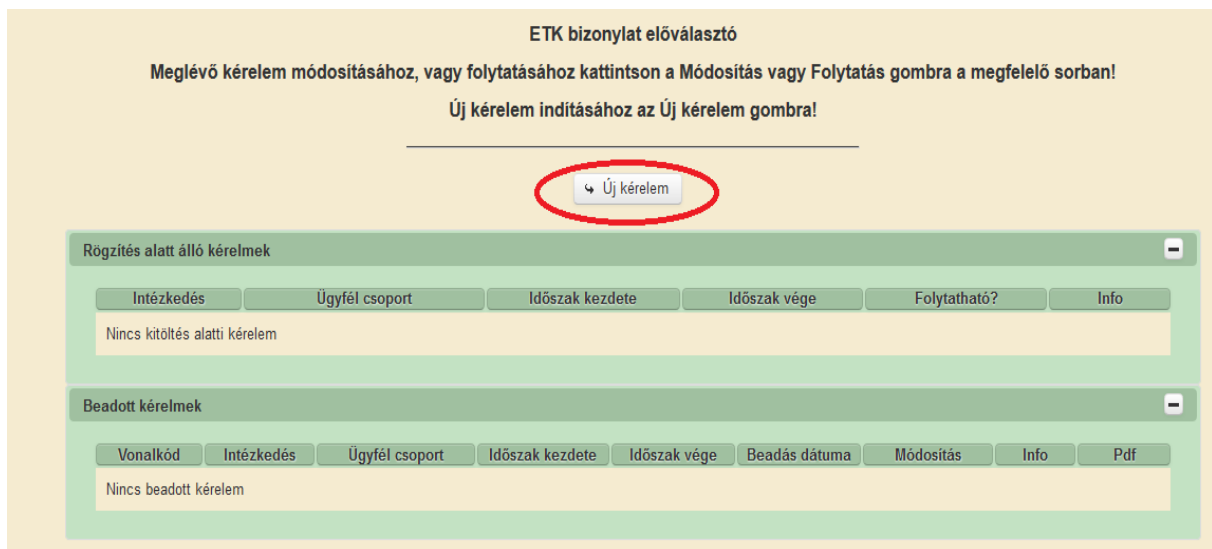 ETK bizonylat előválasztó
Meglévő kérelem módosításához, vagy folytatásához kattintson a Módosítás vagy Folytatás gombra a megfelelő sorban!
Új kérelem indításához az Új kérelem gombra!
Új kérelem
Rögzítés alatt álló kérelmek
Intézkedés Ügyfél csoport Időszak kezdete Időszak vége Folytatható? Info
Nincs kitöltés alatti kérelem
Beadott kérelmek
Vonalkód Intézkedés Ügyfél csoport Időszak kezdete Időszak vége Beadás dátuma Módosítás Info Pdf
Nincs beadott kérelem